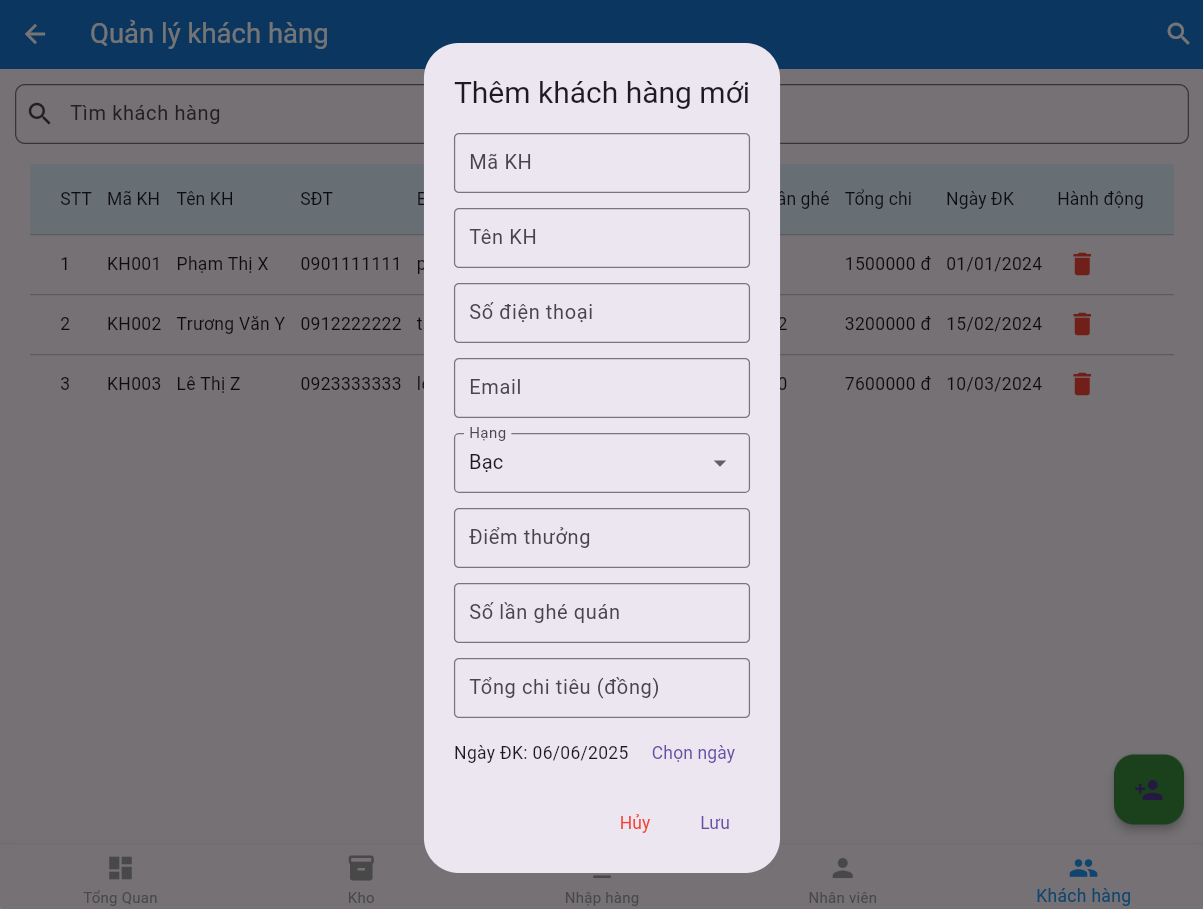 Quản lý khách hàng
Tìm khách hàng
STT Mã KH Tên KH SĐT Tổng chi Ngày ĐK Hành động
1 KH001 Phạm Thị X 0901111111 1500000 đ 01/01/2024
2 KH002 Trương Văn Y 0912222222 3200000 đ 15/02/2024
3 KH003 Lê Thị Z 0923333333 7600000 đ 10/03/2024
Thêm khách hàng mới
Mã KH
Tên KH
Số điện thoại
Email
Hạng
Bạc
Điểm thưởng
Số lần ghé quán
Tổng chi tiêu (đồng)
Ngày ĐK: 06/06/2025 Chọn ngày
Hủy Lưu
Tổng Quan Kho Nhập hàng Nhân viên Khách hàng